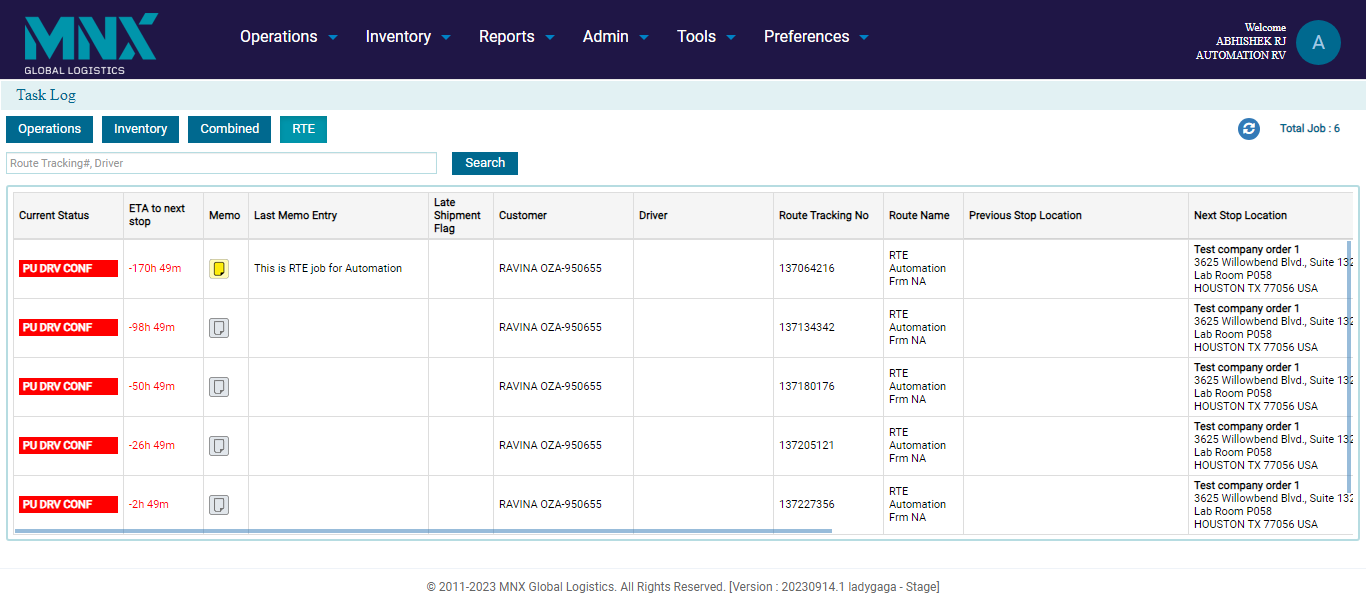 MNX
GLOBAL LOGISTICS
Operations
Inventory
Reports
Admin
Tools
Preferences
Welcome
ABHISHEK RJ
AUTOMATION RV
A
Task Log
Operations
Inventory
Combined
RTE
Total Job : 6
Route Tracking#, Driver
Search
Current Status
ETA to next
stop
Memo
Last Memo Entry
Late
Shipment
Flag
Customer
Driver
Route Tracking No
Route Name
Previous Stop Location
Next Stop Location
PU DRV CONF
-170h 49m
This is RTE job for Automation
RAVINA OZA-950655
137064216
RTE
Automation
Frm NA
Test company order 1
3625 Willowbend Blvd., Suite 132
Lab Room P058
HOUSTON TX 77056 USA
PU DRV CONF
-98h 49m
RAVINA OZA-950655
137134342
RTE
Automation
Frm NA
Test company order 1
3625 Willowbend Blvd., Suite 132
Lab Room P058
HOUSTON TX 77056 USA
PU DRV CONF
-50h 49m
RAVINA OZA-950655
137180176
RTE
Automation
Frm NA
Test company order 1
3625 Willowbend Blvd., Suite 132
Lab Room P058
HOUSTON TX 77056 USA
PU DRV CONF
-26h 49m
RAVINA OZA-950655
137205121
RTE
Automation
Frm NA
Test company order 1
3625 Willowbend Blvd., Suite 132
Lab Room P058
HOUSTON TX 77056 USA
PU DRV CONF
-2h 49m
RAVINA OZA-950655
137227356
RTE
Automation
Frm NA
Test company order 1
3625 Willowbend Blvd., Suite 132
Lab Room P058
HOUSTON TX 77056 USA
© 2011-2023 MNX Global Logistics. All Rights Reserved. [Version : 20230914.1 ladygaga - Stage]